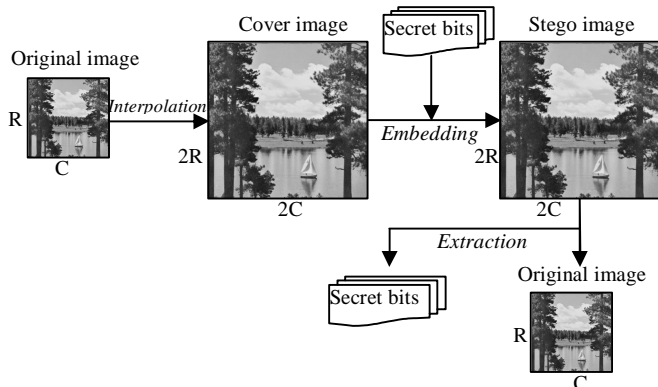 Cover image
Secret bits
Stego image
Original image
Interpolation
R
C
2R
2C
Embedding
2R
2C
Extraction
Secret bits
Original image
R
C